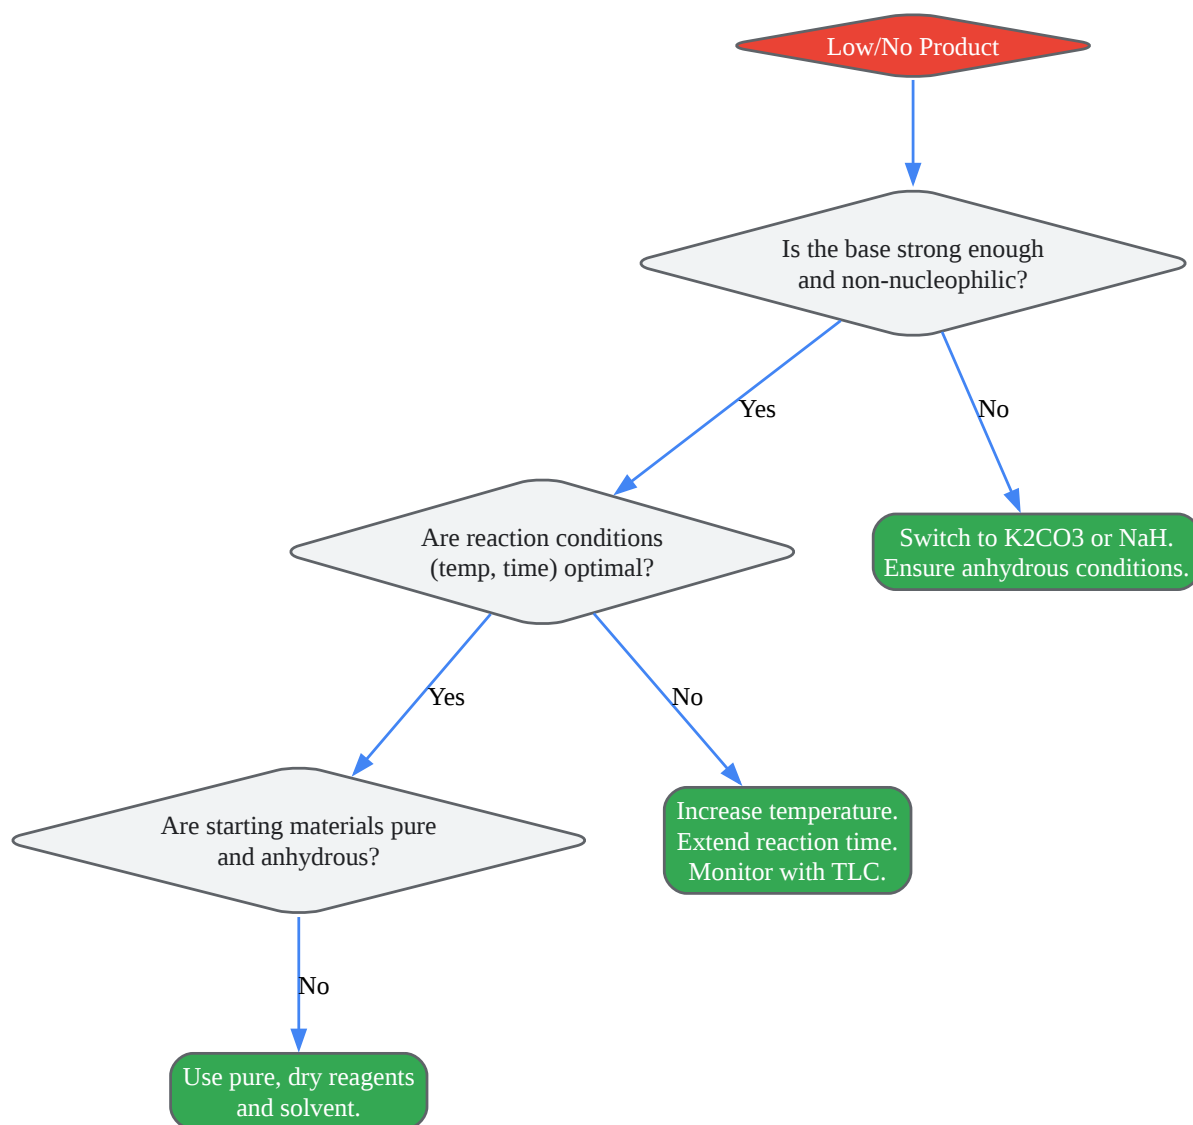 Low/No Product
Is the base strong enough
and non-nucleophilic?
Yes
No
Are reaction conditions
(temp, time) optimal?
Switch to K2CO3 or NaH.
Ensure anhydrous conditions.
Yes
No
Are starting materials pure
and anhydrous?
Increase temperature.
Extend reaction time.
Monitor with TLC.
No
Use pure, dry reagents
and solvent.